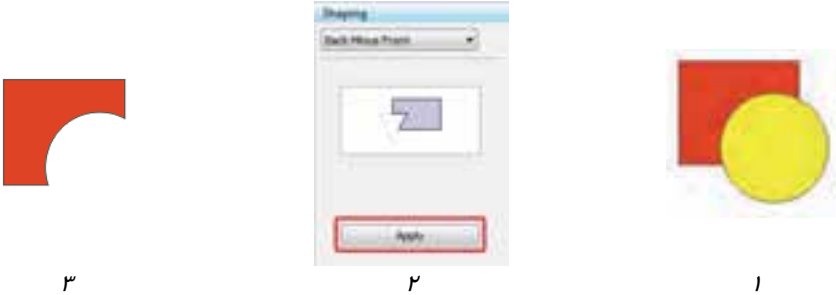 Shaping
Back Minus Front
Apply
۱
۲
۳